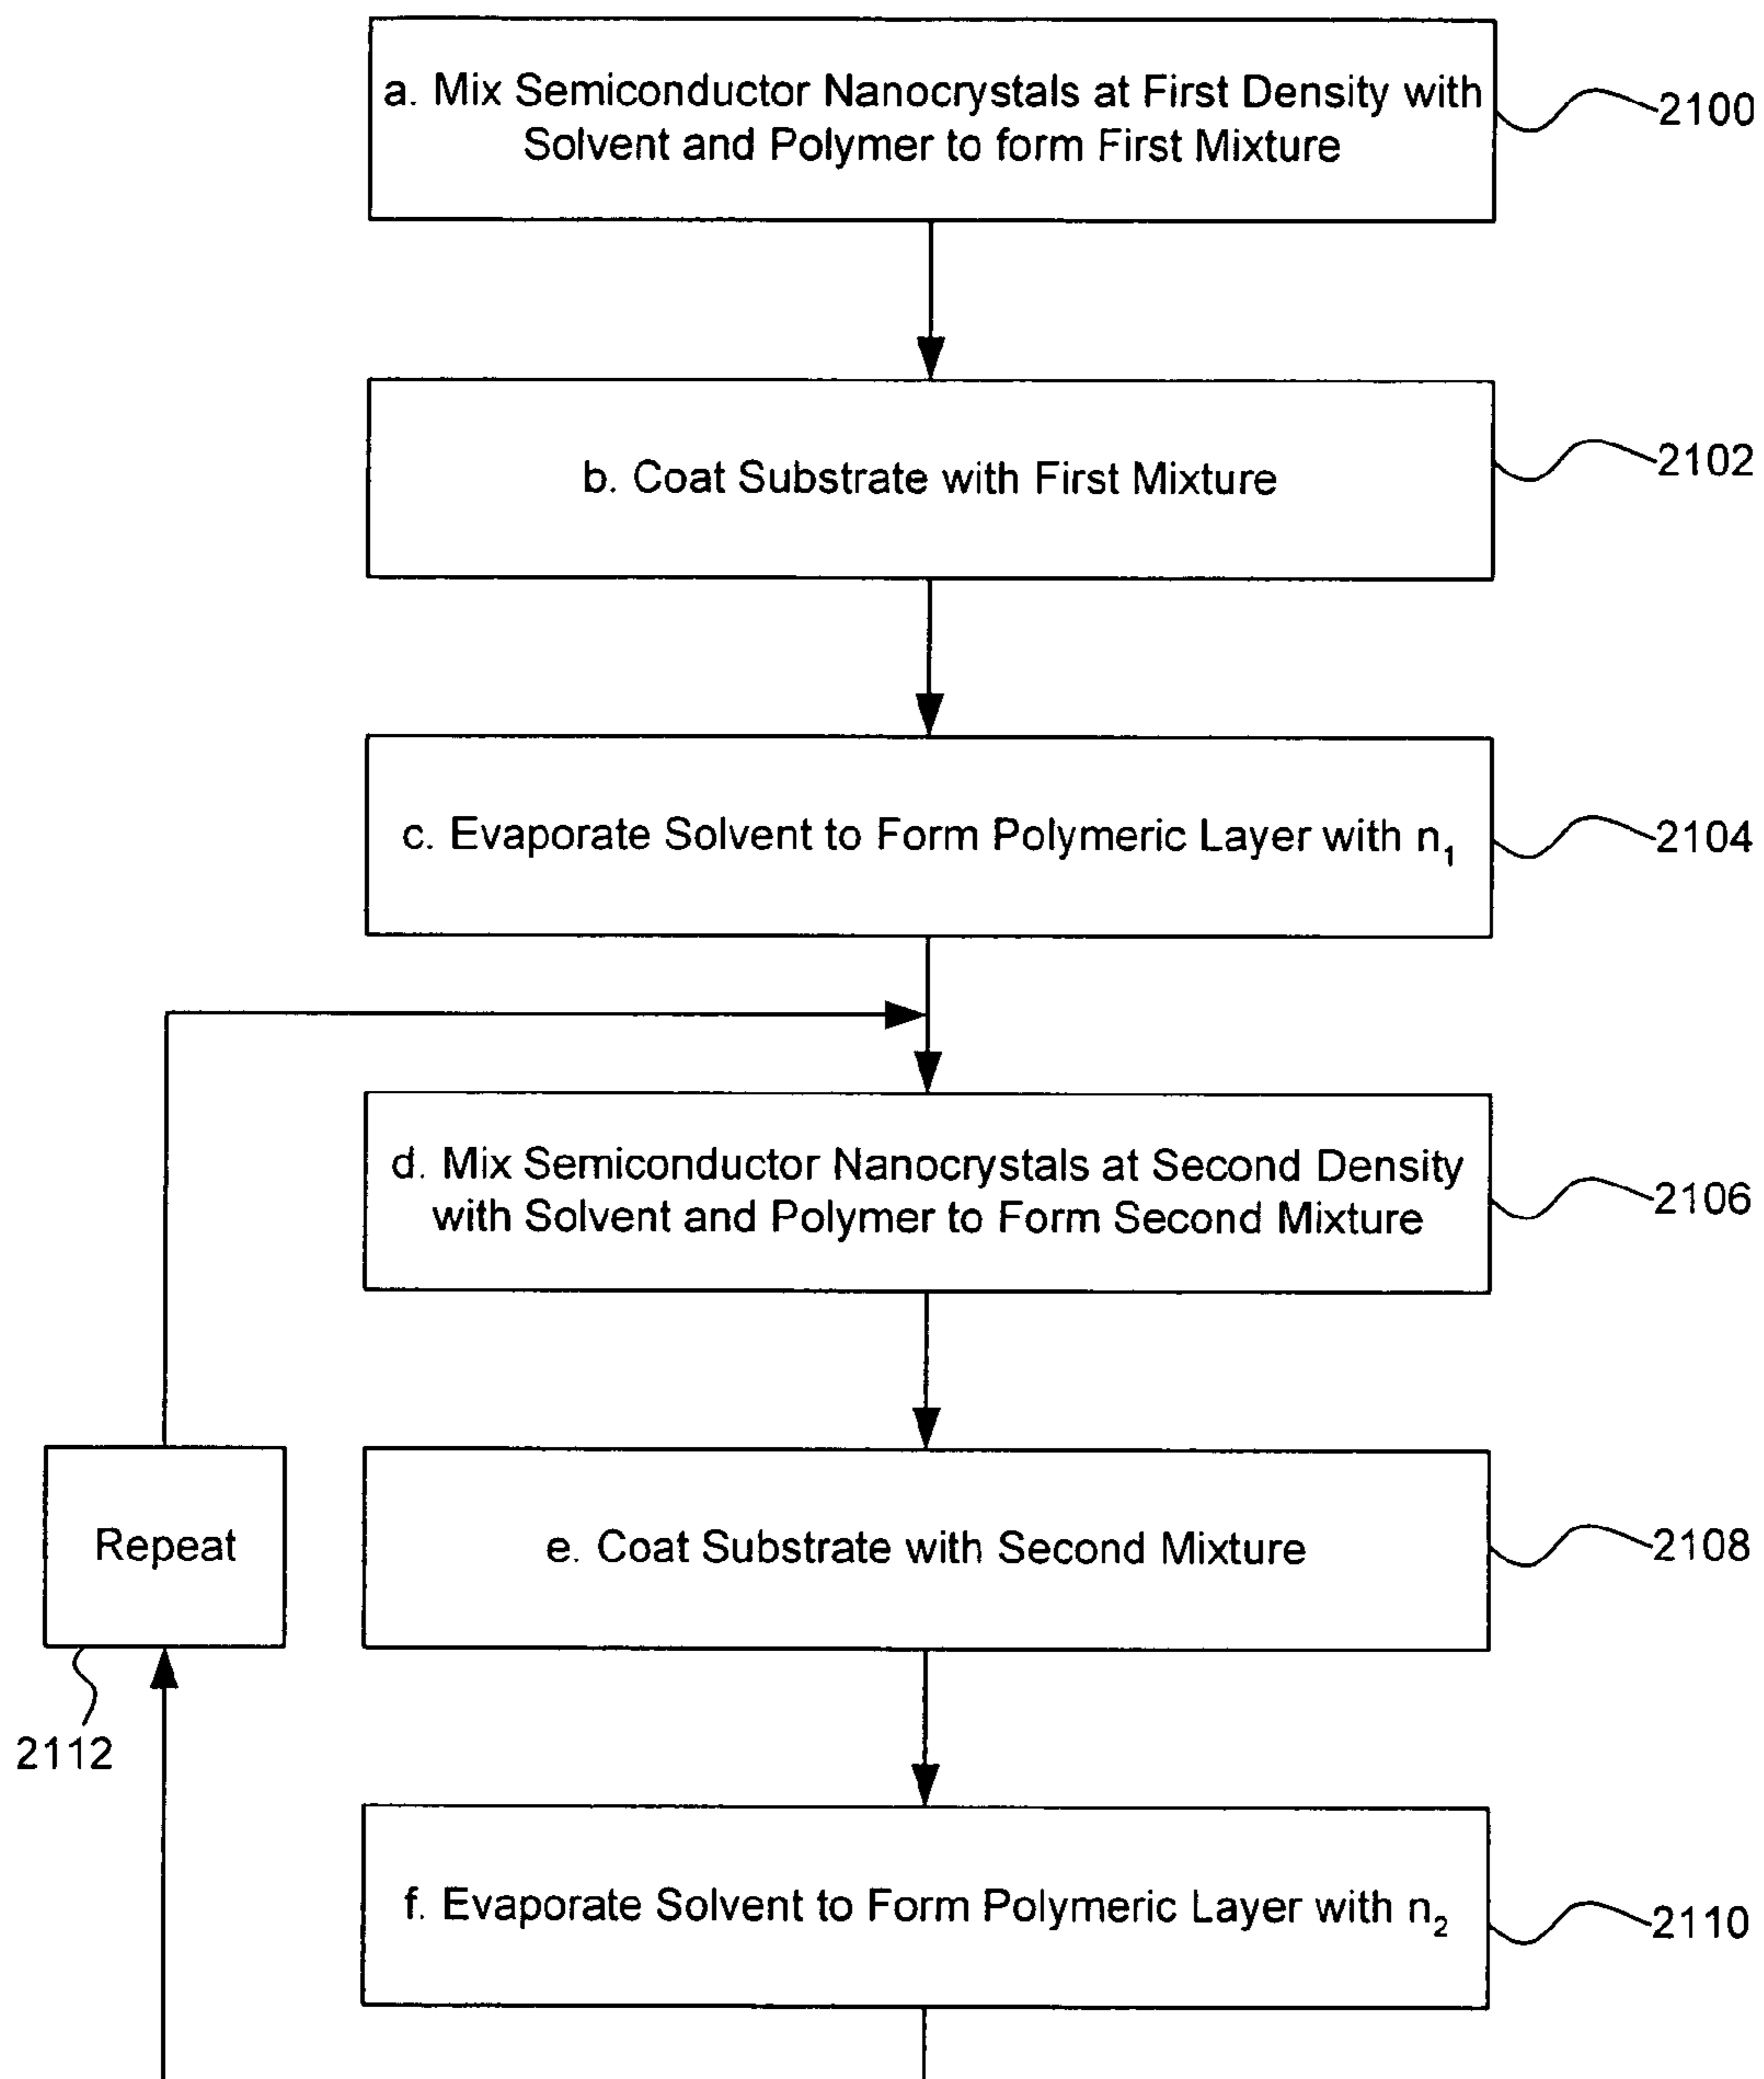 a. Mix Semiconductor Nanocrystals at First Density with
Solvent and Polymer to form First Mixture
2100
b. Coat Substrate with First Mixture
2102
c. Evaporate Solvent to Form Polymeric Layer with n₁
2104
d. Mix Semiconductor Nanocrystals at Second Density
with Solvent and Polymer to Form Second Mixture
2106
Repeat
2112
e. Coat Substrate with Second Mixture
2108
f. Evaporate Solvent to Form Polymeric Layer with n₂
2110